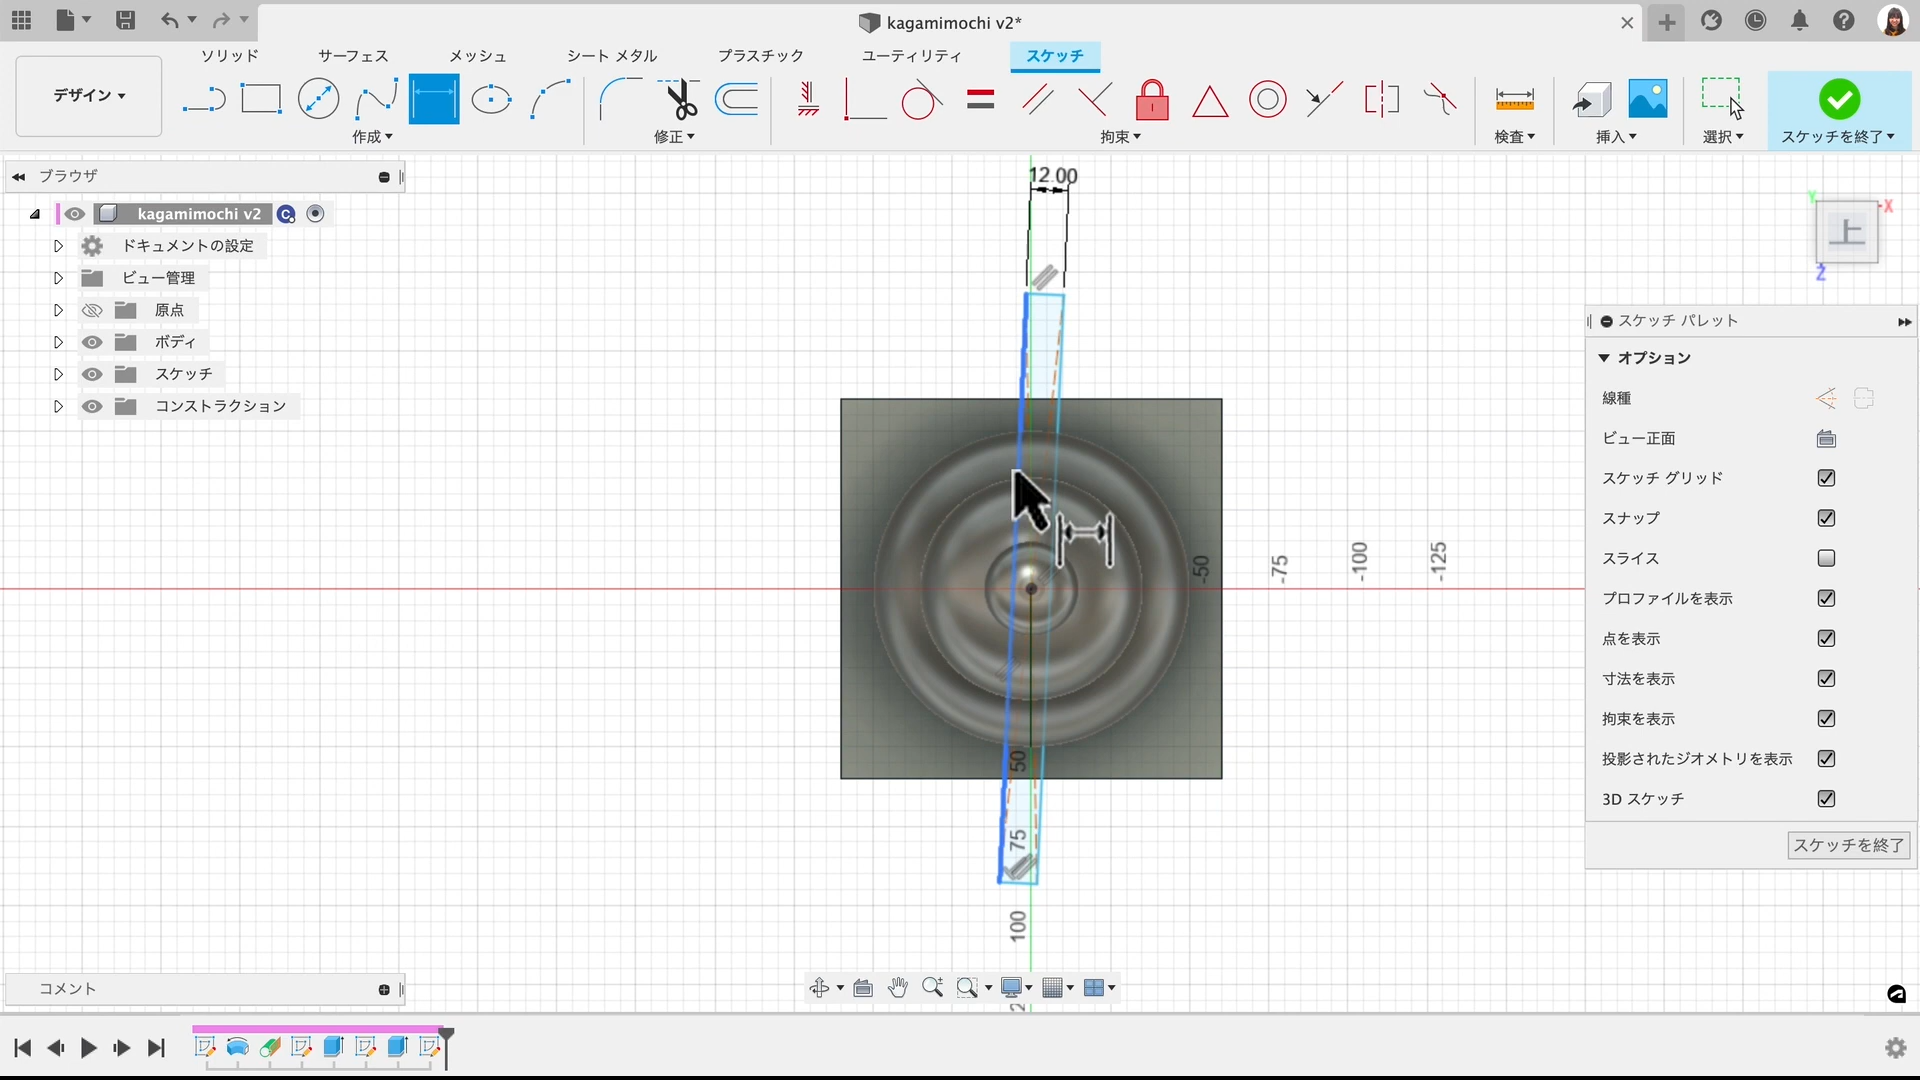 kagamimochi v2*
ソリッド サーフェス メッシュ シート メタル プラスチック ユーティリティ スケッチ
デザイン
作成 修正 拘束 検査 挿入 選択 スケッチを終了
ブラウザ
kagamimochi v2
ドキュメントの設定
ビュー管理
原点
ボディ
スケッチ
コンストラクション
12.00
-50
-75
-100
-125
50
75
100
上
Y
-X
Z
スケッチ パレット
オプション
線種
ビュー正面
スケッチ グリッド
スナップ
スライス
プロファイルを表示
点を表示
寸法を表示
拘束を表示
投影されたジオメトリを表示
3D スケッチ
スケッチを終了
コメント